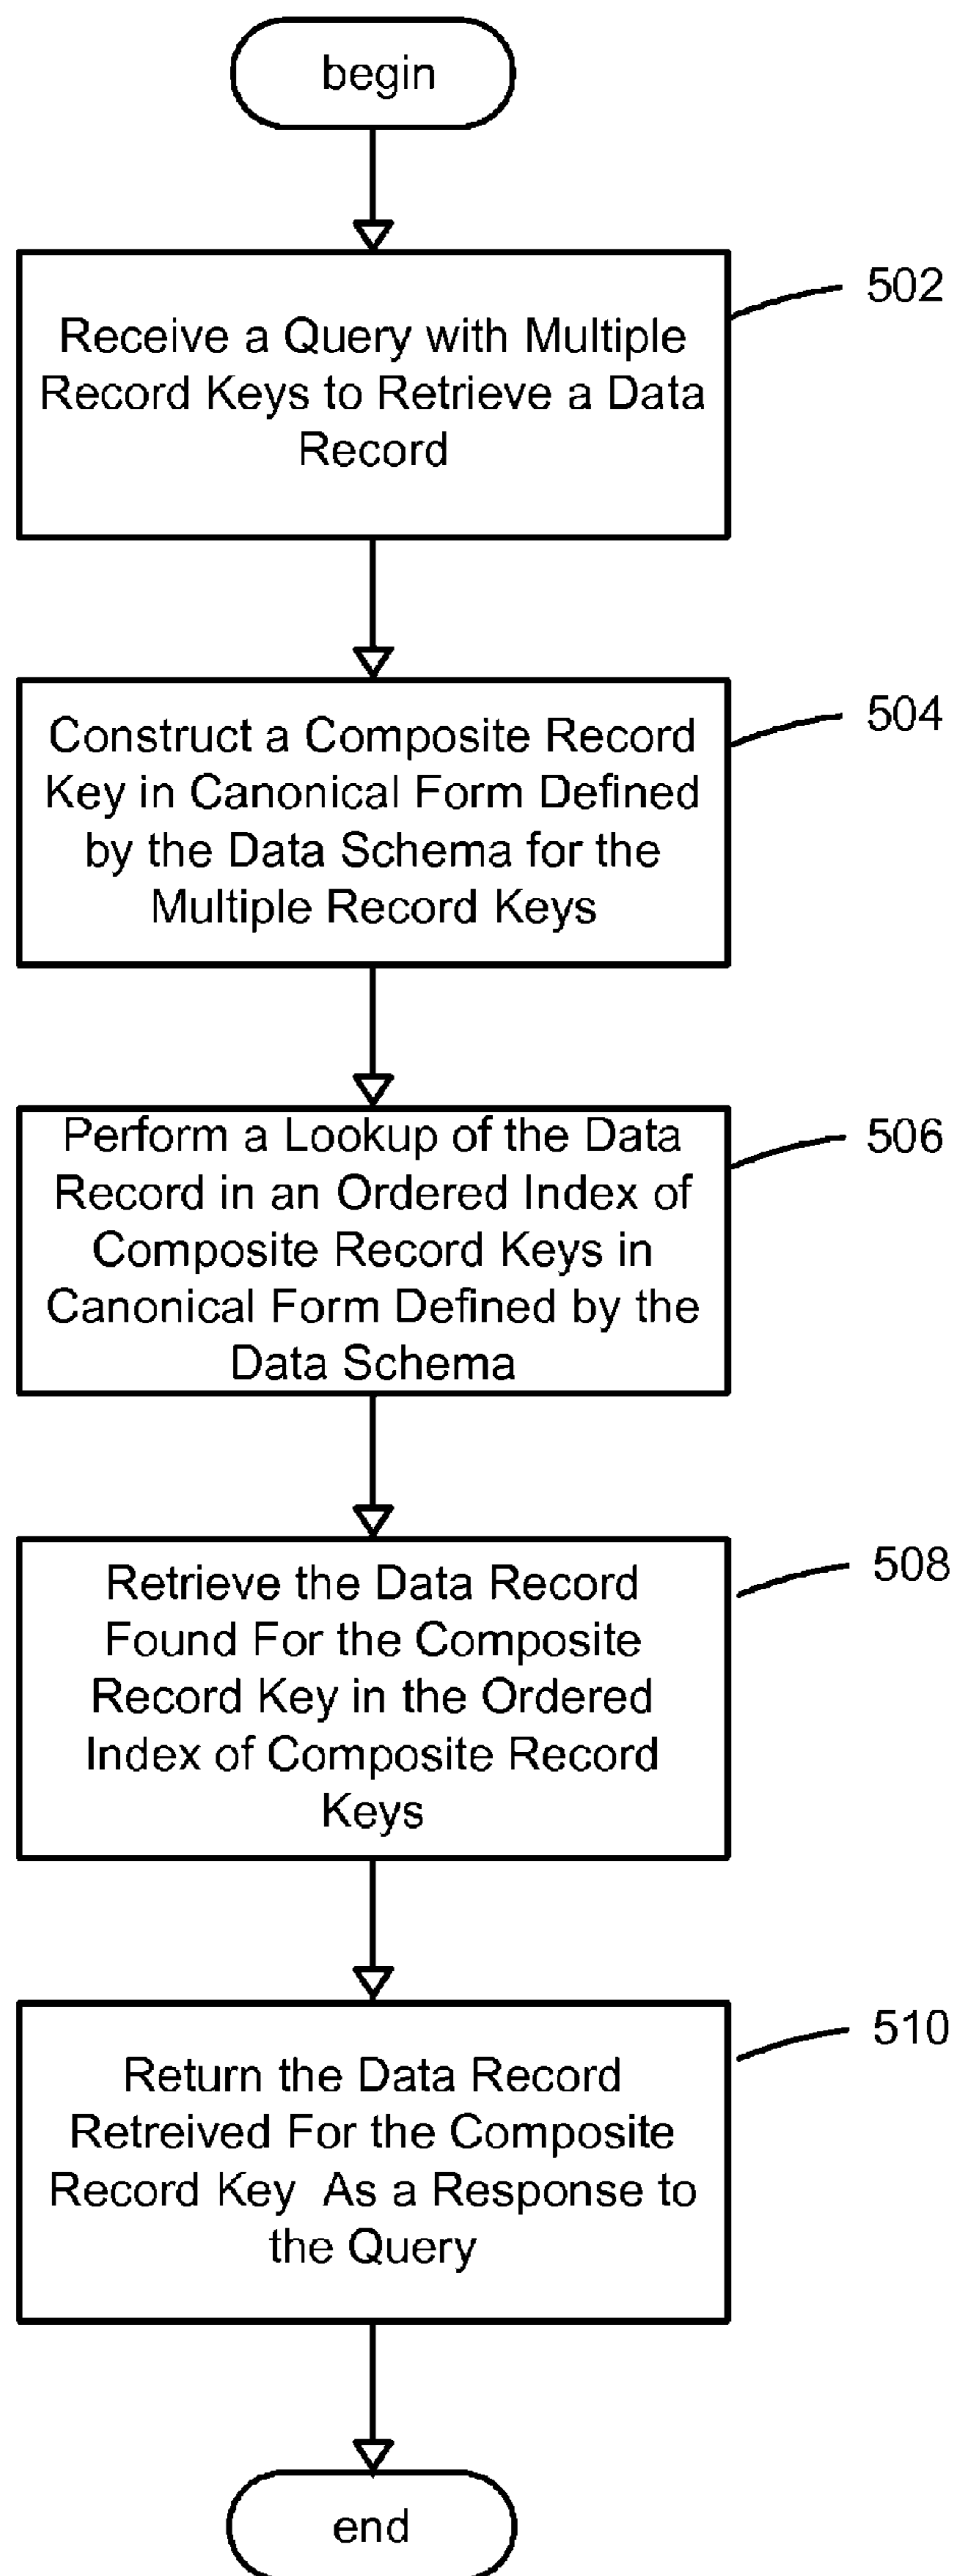 begin
502
Receive a Query with Multiple
Record Keys to Retrieve a Data
Record
504
Construct a Composite Record
Key in Canonical Form Defined
by the Data Schema for the
Multiple Record Keys
506
Perform a Lookup of the Data
Record in an Ordered Index of
Composite Record Keys in
Canonical Form Defined by the
Data Schema
508
Retrieve the Data Record
Found For the Composite
Record Key in the Ordered
Index of Composite Record
Keys
510
Return the Data Record
Retreived For the Composite
Record Key  As a Response to
the Query
end